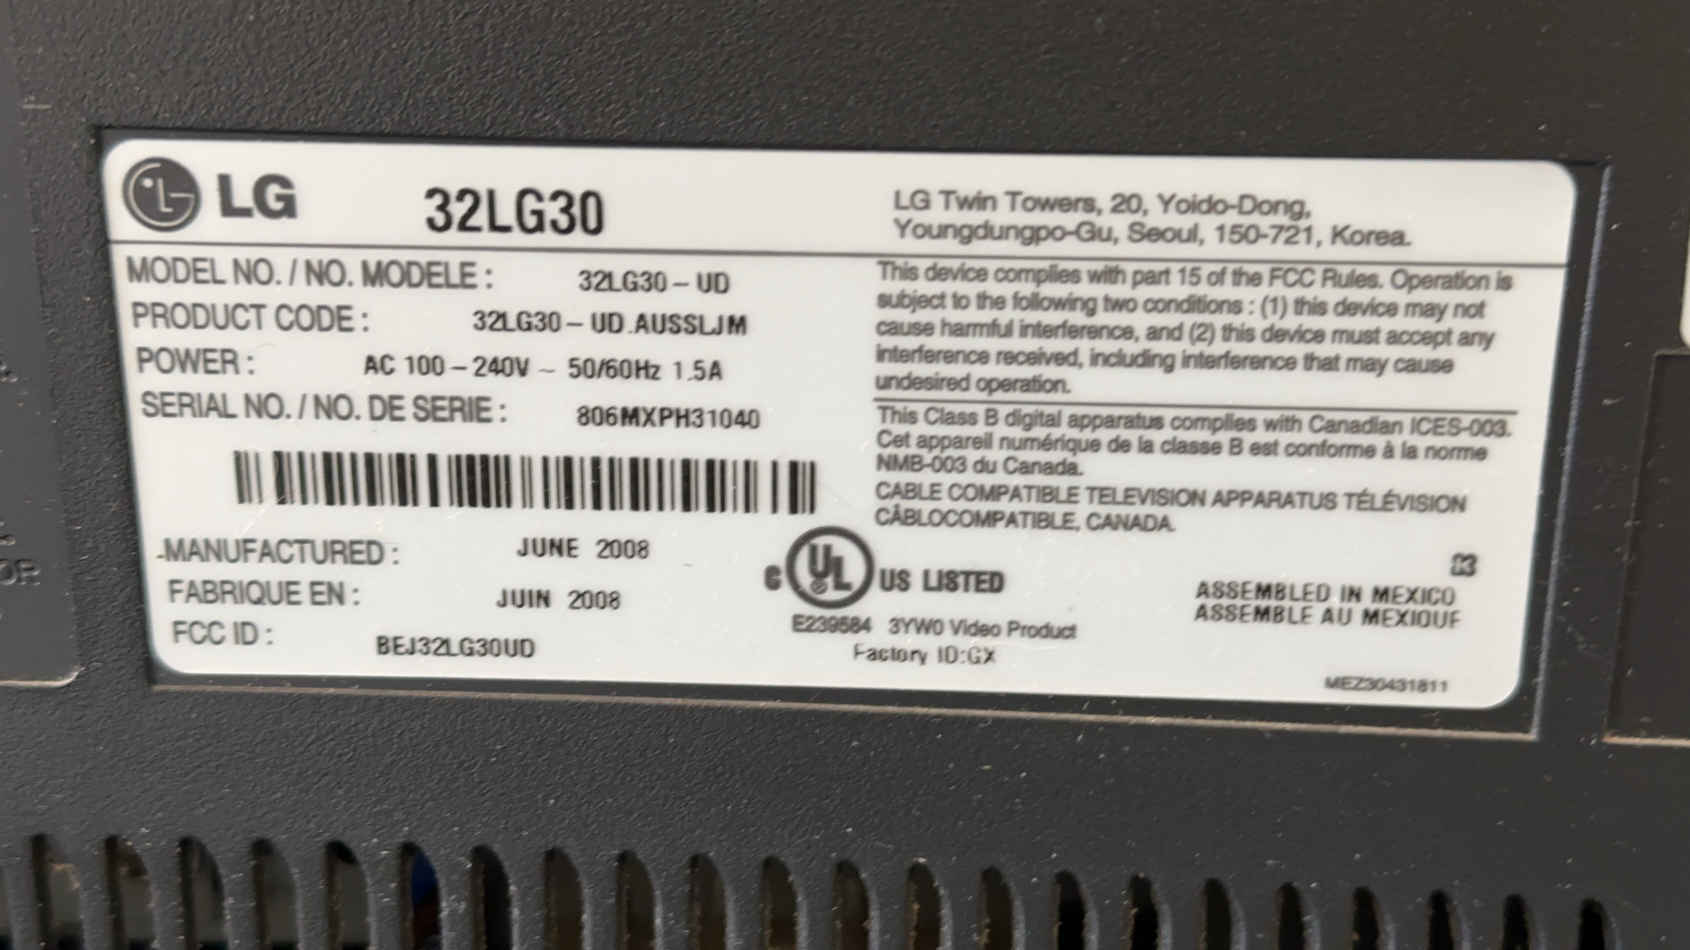 LG 32LG30
LG Twin Towers, 20, Yoido-Dong,
Youngdungpo-Gu, Seoul, 150-721, Korea.
MODEL NO. / NO. MODELE : 32LG30 – UD
PRODUCT CODE : 32LG30 – UD.AUSSLJM
POWER : AC 100 – 240V ~ 50/60Hz 1.5A
SERIAL NO. / NO. DE SERIE : 806MXPH31040
MANUFACTURED : JUNE 2008
FABRIQUE EN : JUIN 2008
FCC ID : BEJ32LG30UD
This device complies with part 15 of the FCC Rules. Operation is
subject to the following two conditions : (1) this device may not
cause harmful interference, and (2) this device must accept any
interference received, including interference that may cause
undesired operation.
This Class B digital apparatus complies with Canadian ICES-003.
Cet appareil numérique de la classe B est conforme à la norme
NMB-003 du Canada.
CABLE COMPATIBLE TELEVISION APPARATUS TÉLÉVISION
CÂBLOCOMPATIBLE, CANADA.
C UL ® US LISTED
E239584 3YW0 Video Product
Factory ID:GX
ASSEMBLED IN MEXICO
ASSEMBLE AU MEXIQUE
MEZ30431811
OR